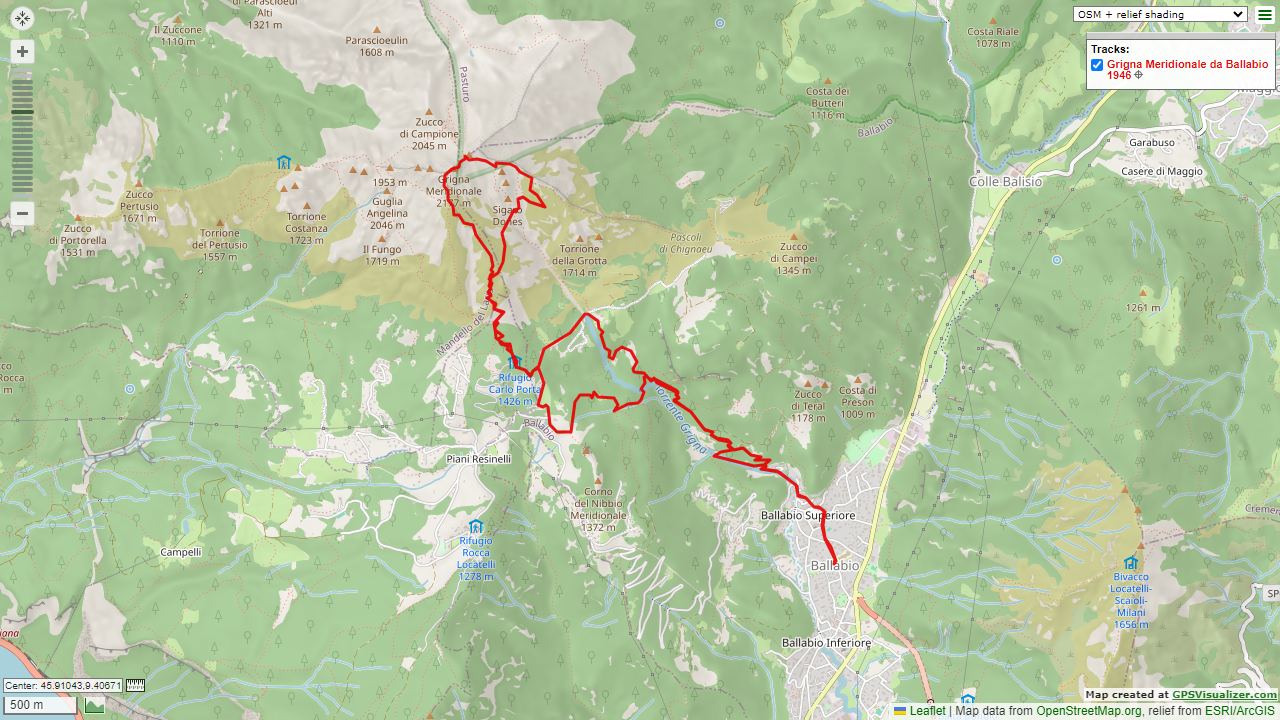 Parascioeului
Alti
1321 m
Il Zuccone
1110 m
Parascioeulin
1608 m
Costa Riale
1078 m
OSM + relief shading
Tracks:
Grigna Meridionale da Ballabio
1946
Pasturo
Costa dei
Butteri
1116 m
Ballabio
Zucco
di Campione
2045 m
Garabuso
Casere di Maggio
Colle Balisio
1953 m
Grigna
Meridionale
Guglia
Angelina
2046 m
Zucco
Pertusio
1671 m
Torrione
Costanza
1723 m
Zucco
di Portorella
1531 m
Torrione
del Pertusio
1557 m
Il Fungo
1719 m
Sigaro
Dones
Torrione
della Grotta
1714 m
Pascoli
di Chignaeu
Zucco
di Campei
1345 m
1261 m
Mandello del
Rifugio
Carlo Porta
1426 m
Rocca
m
Zucco
di Teral
1178 m
Costa di
Preson
1009 m
Torrente Grigna
Ballabio
Piani Resinelli
Corno
del Nibbio
Meridionale
1372 m
Ballabio Superiore
Cremer
Campelli
Rifugio
Rocca
Locatelli
1278 m
Ballabio
Bivacco
Locatelli-
Scaioli-
Milani
1656 m
SP
Ballabio Inferiore
Center: 45.91043,9.40671
500 m
Map created at GPSVisualizer.com
Leaflet | Map data from OpenStreetMap.org, relief from ESRI/ArcGIS